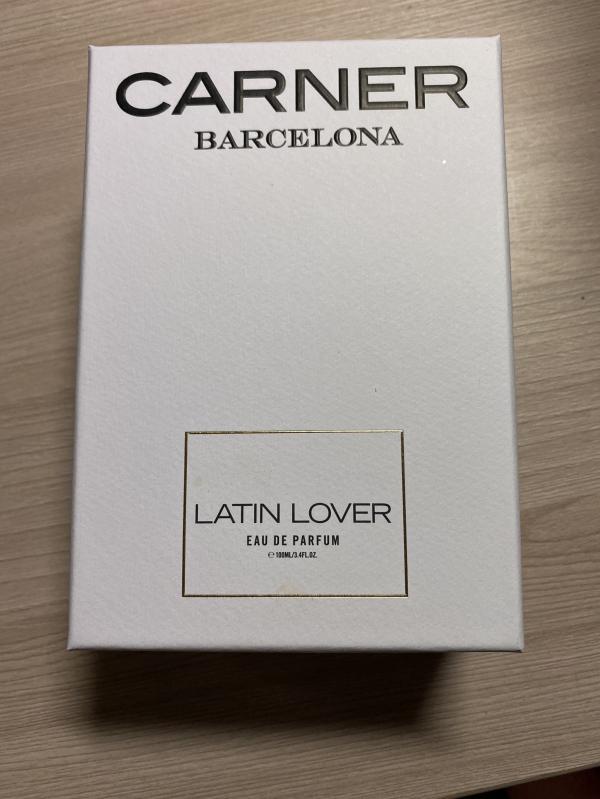 CARNER
BARCELONA
LATIN LOVER
EAU DE PARFUM
℮ 100ML/3.4FL.OZ.